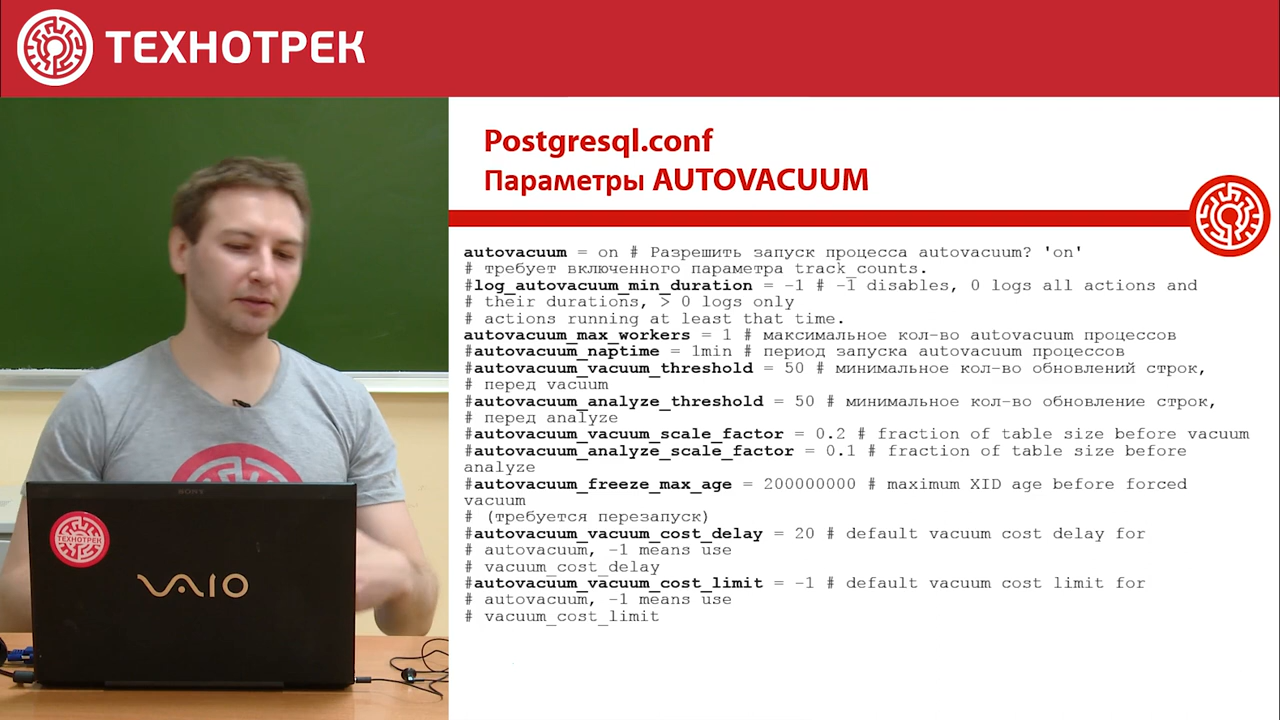 ТЕХНОТРЕК
Postgresql.conf
Параметры AUTOVACUUM
autovacuum = on # Разрешить запуск процесса autovacuum? 'on'
# требует включенного параметра track_counts.
#log_autovacuum_min_duration = -1 # -1 disables, 0 logs all actions and
# their durations, > 0 logs only
# actions running at least that time.
autovacuum_max_workers = 1 # максимальное кол-во autovacuum процессов
#autovacuum_naptime = 1min # период запуска autovacuum процессов
#autovacuum_vacuum_threshold = 50 # минимальное кол-во обновлений строк,
# перед vacuum
#autovacuum_analyze_threshold = 50 # минимальное кол-во обновление строк,
# перед analyze
#autovacuum_vacuum_scale_factor = 0.2 # fraction of table size before vacuum
#autovacuum_analyze_scale_factor = 0.1 # fraction of table size before
analyze
#autovacuum_freeze_max_age = 200000000 # maximum XID age before forced
vacuum
# (требуется перезапуск)
#autovacuum_vacuum_cost_delay = 20 # default vacuum cost delay for
# autovacuum, -1 means use
# vacuum_cost_delay
#autovacuum_vacuum_cost_limit = -1 # default vacuum cost limit for
# autovacuum, -1 means use
# vacuum_cost_limit
SONY
ТЕХНОТРЕК
VAIO